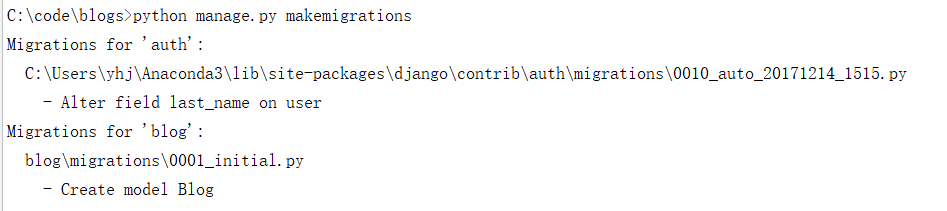 C:\code\blogs>python manage.py makemigrations
Migrations for 'auth':
  C:\Users\yhj\Anaconda3\lib\site-packages\django\contrib\auth\migrations\0010_auto_20171214_1515.py
    - Alter field last_name on user
Migrations for 'blog':
  blog\migrations\0001_initial.py
    - Create model Blog